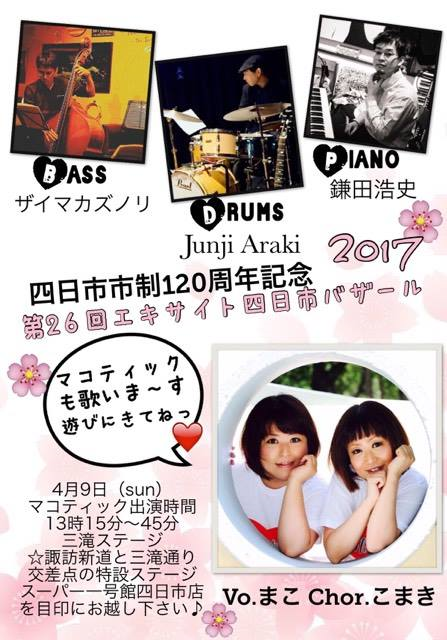 BASS
ザイマカズノリ
DRUMS
Junji Araki
PIANO
鎌田浩史
2017
四日市市制120周年記念
第26回エキサイト四日市バザール
マコティック
も歌いま〜す
遊びにきてねっ
4月9日（sun）
マコティック出演時間
13時15分〜45分
三滝ステージ
☆諏訪新道と三滝通り
交差点の特設ステージ
スーパー一号館四日市店
を目印にお越し下さい♪
Vo.まこ Chor.こまき